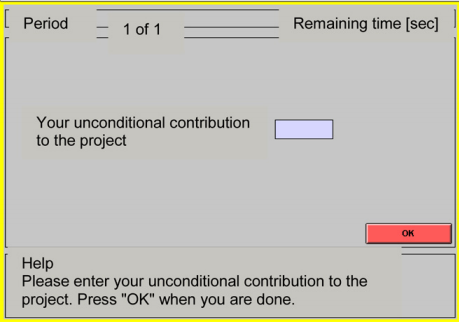 Period
1 of 1
Remaining time [sec]
Your unconditional contribution
to the project
OK
Help
Please enter your unconditional contribution to the
project. Press "OK" when you are done.